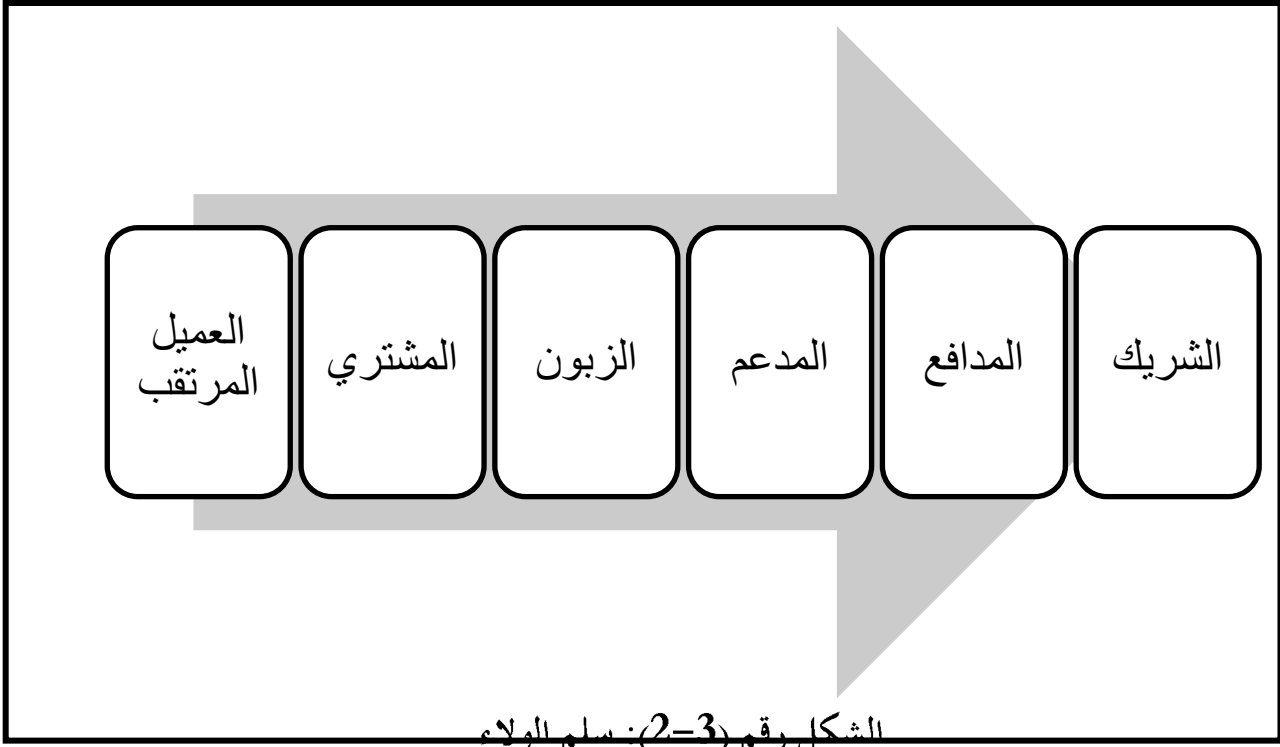 العميل
المرتقب
المشتري
الزبون
المدعم
المدافع
الشريك
الشكل رقم (3-2): سلم الولاء